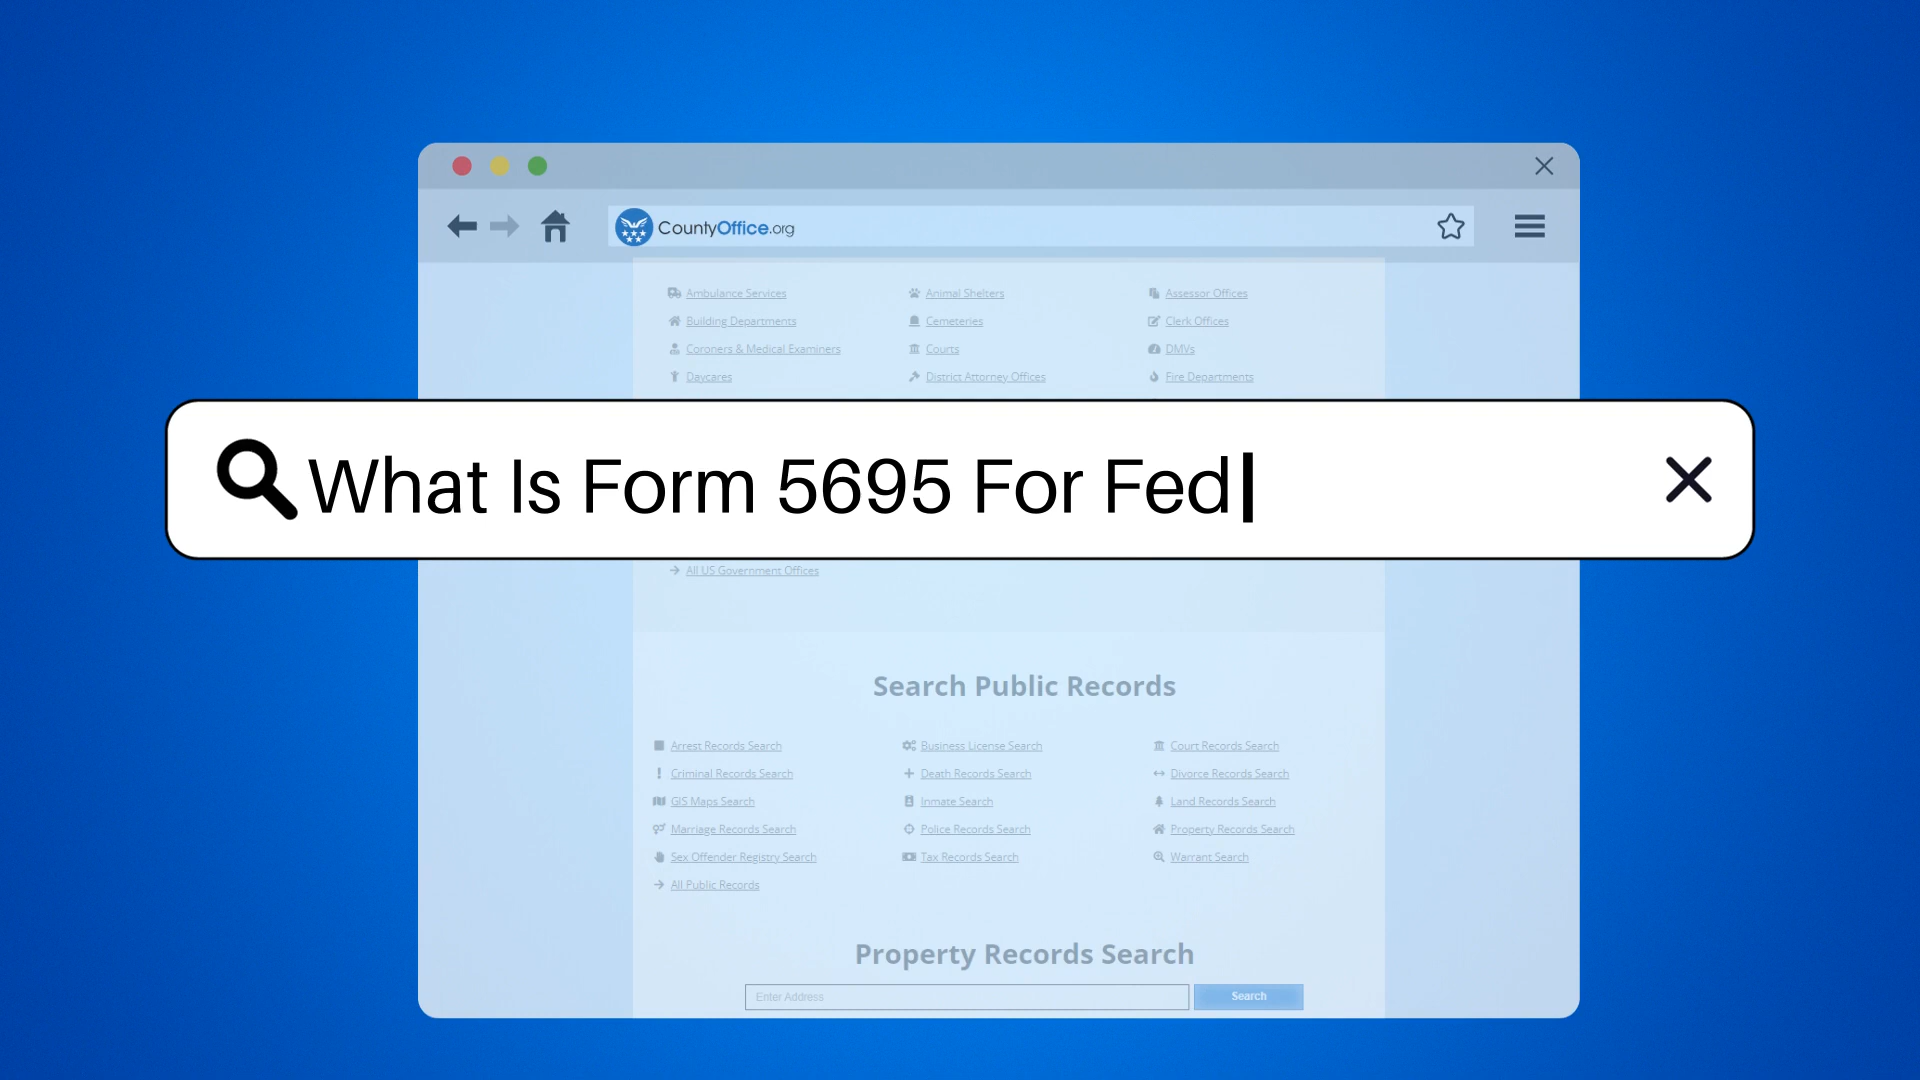 CountyOffice.org
Ambulance Services Animal Shelters Assessor Offices
Building Departments Cemeteries Clerk Offices
Coroners & Medical Examiners Courts DMVs
Daycares District Attorney Offices Fire Departments
What Is Form 5695 For Fed
All US Government Offices
Search Public Records
Arrest Records Search Business License Search Court Records Search
Criminal Records Search Death Records Search Divorce Records Search
GIS Maps Search Inmate Search Land Records Search
Marriage Records Search Police Records Search Property Records Search
Sex Offender Registry Search Tax Records Search Warrant Search
All Public Records
Property Records Search
Enter Address Search